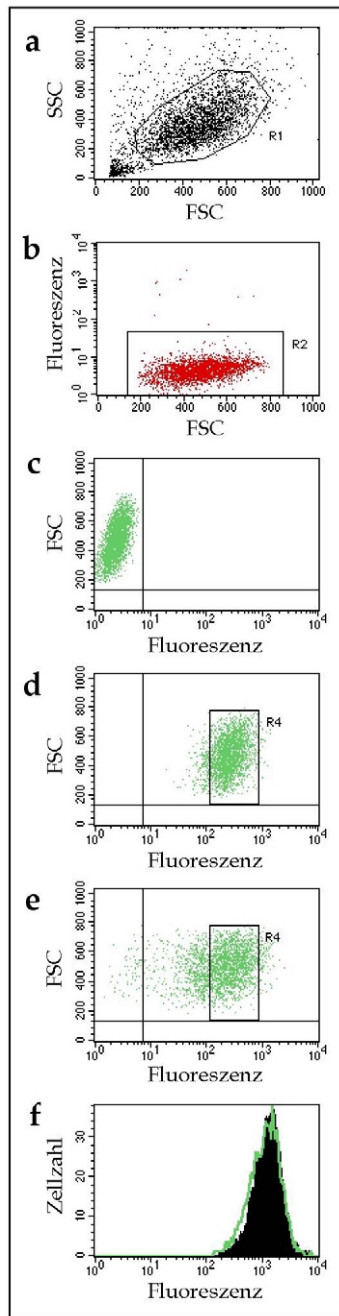 a
SSC
1000
800
600
400
200
0
R1
0 200 400 600 800 1000
FSC
b
Fluoreszenz
10^4
10^3
10^2
10^1
10^0
R2
0 200 400 600 800 1000
FSC
c
FSC
1000
800
600
400
200
0
10^0 10^1 10^2 10^3 10^4
Fluoreszenz
d
FSC
1000
800
600
400
200
0
R4
10^0 10^1 10^2 10^3 10^4
Fluoreszenz
e
FSC
1000
800
600
400
200
0
R4
10^0 10^1 10^2 10^3 10^4
Fluoreszenz
f
Zellzahl
30
20
10
0
10^0 10^1 10^2 10^3 10^4
Fluoreszenz